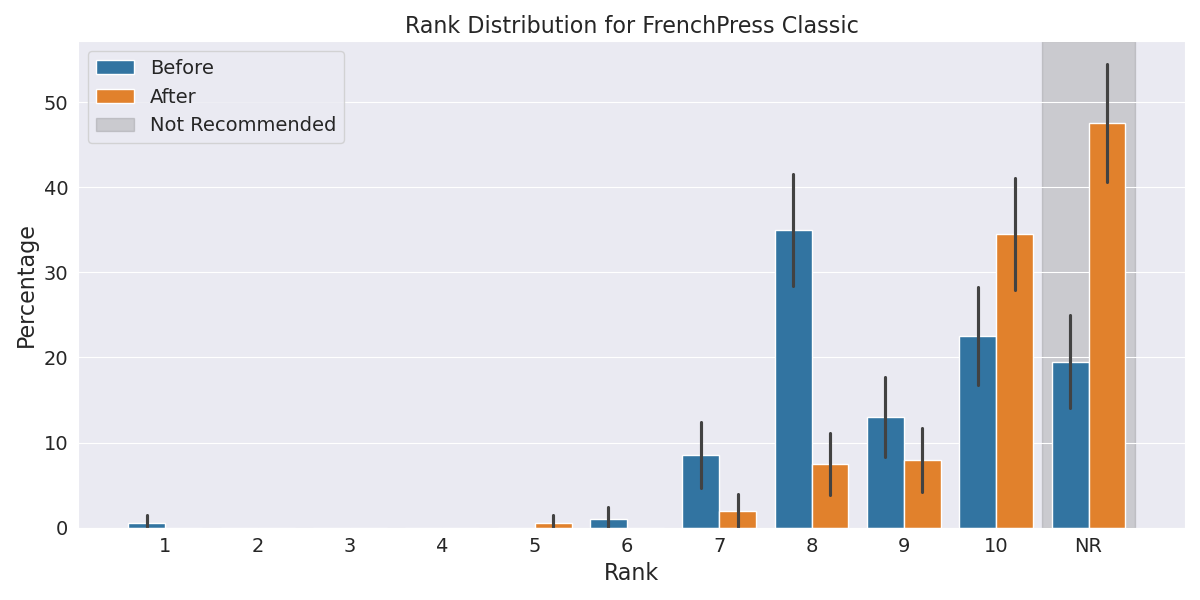 Rank Distribution for FrenchPress Classic
Before
After
Not Recommended
Percentage
50
40
30
20
10
0
1 2 3 4 5 6 7 8 9 10 NR
Rank